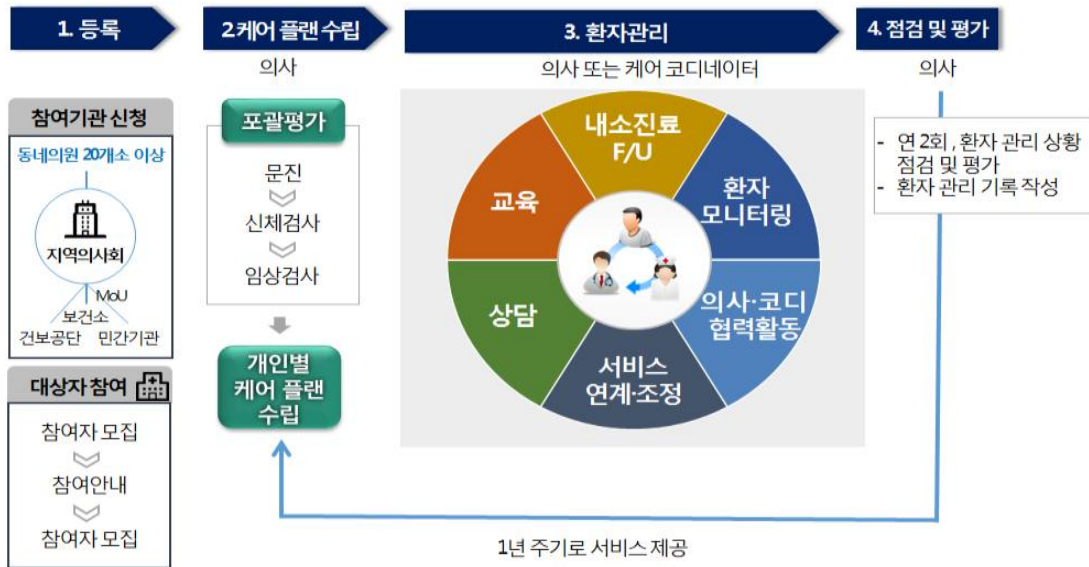 1. 등록
2.케어 플랜 수립
3. 환자관리
4. 점검 및 평가
의사
의사 또는 케어 코디네이터
의사
참여기관 신청
동네의원 20개소 이상
지역의사회
MoU
보건소
건보공단 민간기관
대상자 참여
참여자 모집
참여안내
참여자 모집
포괄평가
문진
신체검사
임상검사
개인별
케어 플랜
수립
내소진료
F/U
환자
모니터링
의사·코디
협력활동
서비스
연계·조정
상담
교육
- 연 2회, 환자 관리 상황
점검 및 평가
- 환자 관리 기록 작성
1년 주기로 서비스 제공